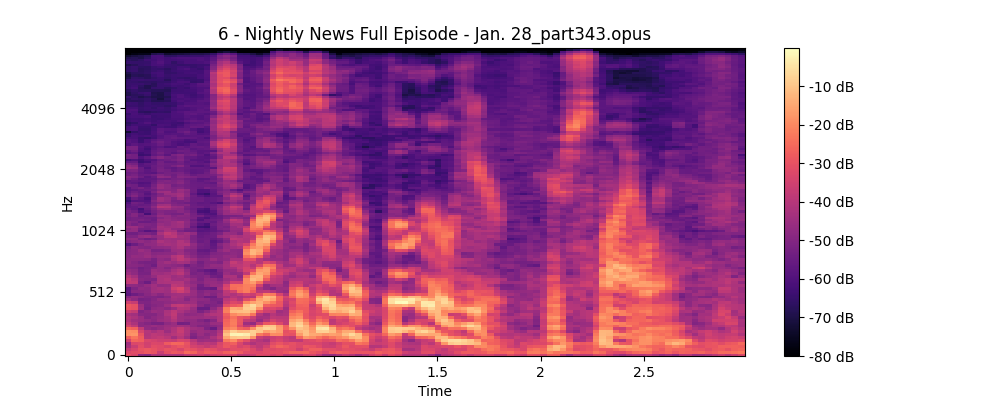 6 - Nightly News Full Episode - Jan. 28_part343.opus
Hz
4096
2048
1024
512
0
0 0.5 1 1.5 2 2.5
Time
-10 dB
-20 dB
-30 dB
-40 dB
-50 dB
-60 dB
-70 dB
-80 dB